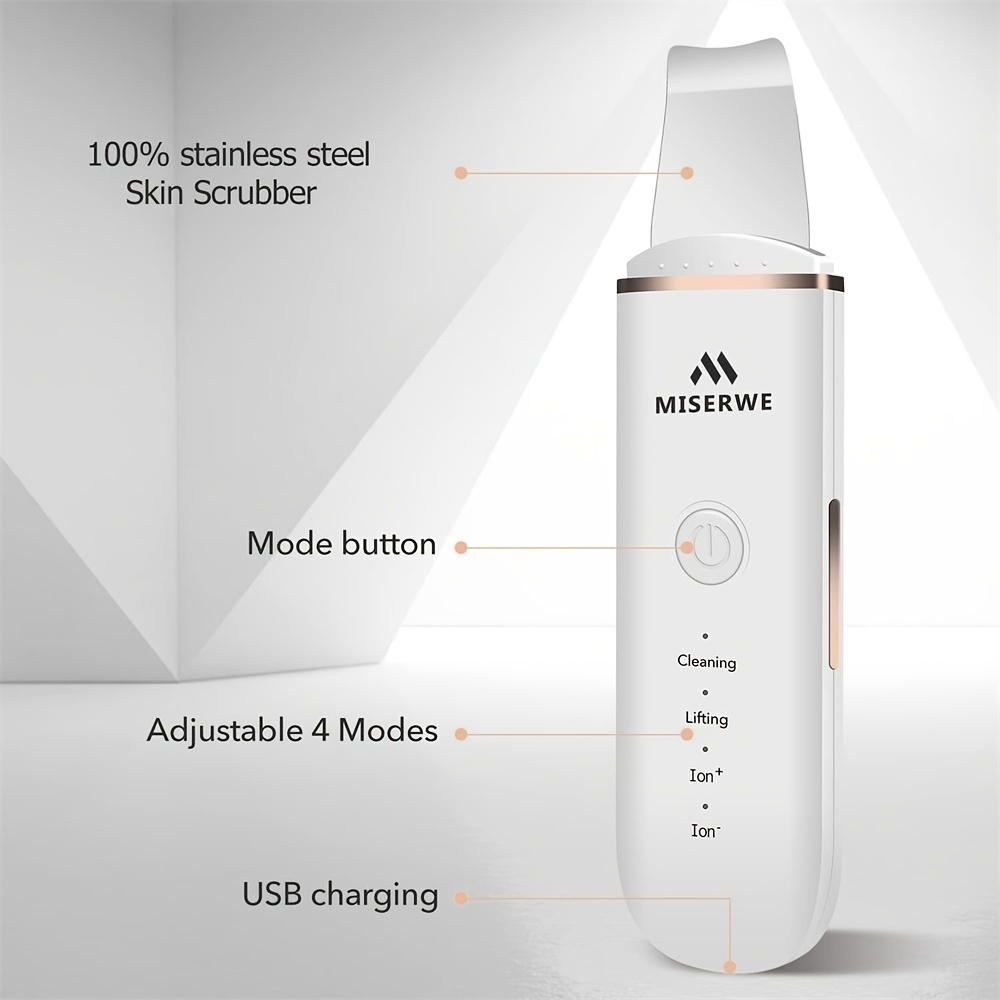 100% stainless steel
Skin Scrubber
MISERWE
Mode button
Cleaning
Lifting
Adjustable 4 Modes
Ion+
Ion-
USB charging